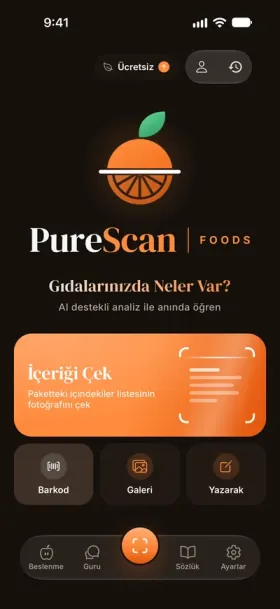 9:41
Ücretsiz
PureScan | FOODS
Gıdalarınızda Neler Var?
AI destekli analiz ile anında öğren
İçeriği Çek
Paketteki içindekiler listesinin
fotoğrafını çek
Barkod
Galeri
Yazarak
Beslenme
Guru
Sözlük
Ayarlar